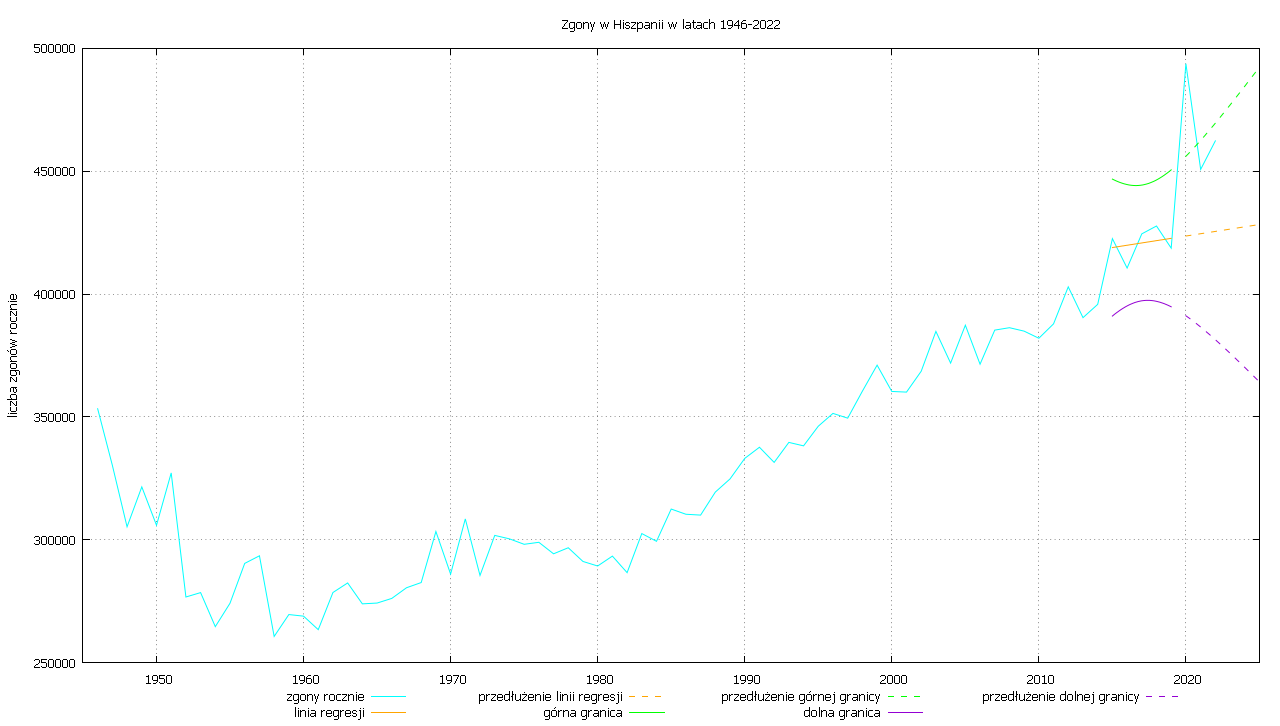 Zgony w Hiszpanii w latach 1946-2022
500000
450000
400000
350000
300000
250000
liczba zgonów rocznie
1950 1960 1970 1980 1990 2000 2010 2020
zgony rocznie przedłużenie linii regresji przedłużenie górnej granicy przedłużenie dolnej granicy
linia regresji górna granica dolna granica